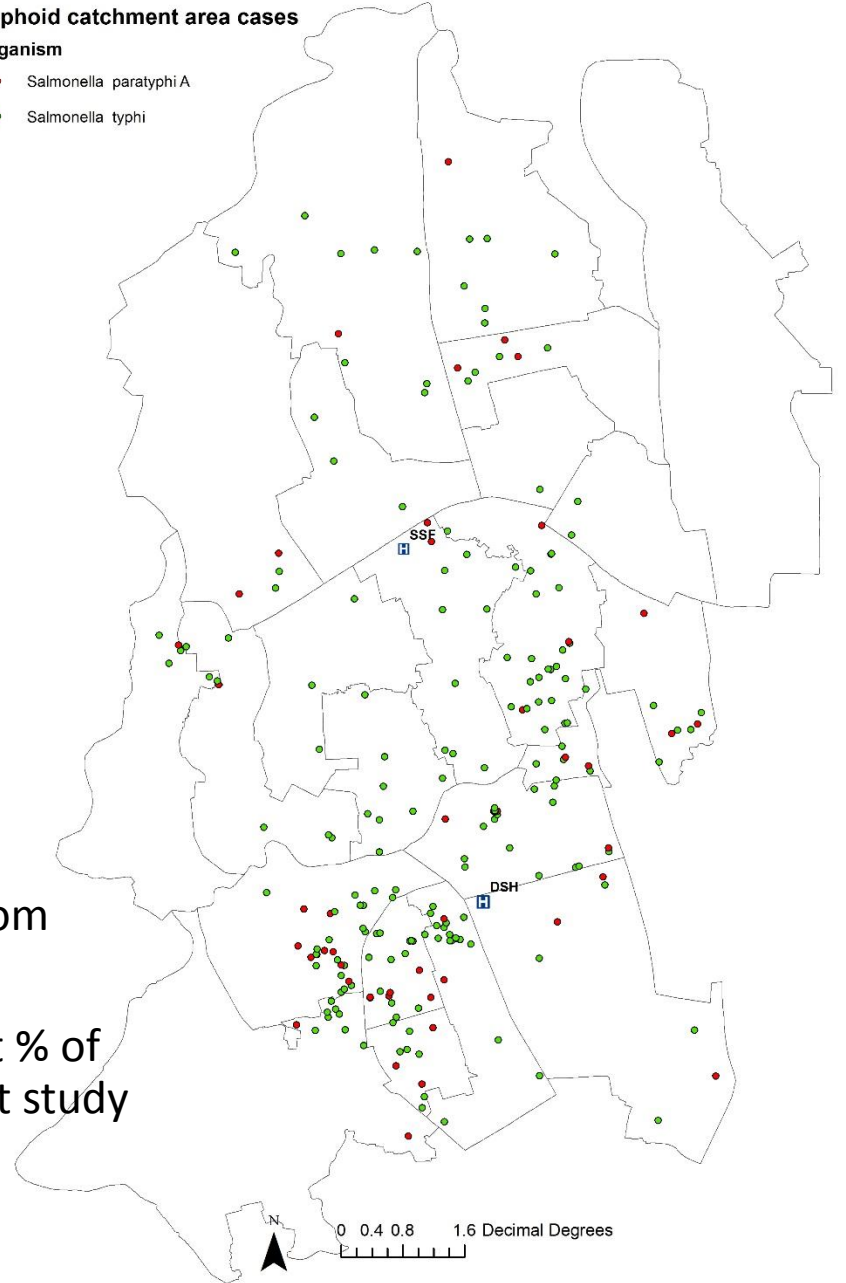 phoid catchment area cases
ganism
Salmonella paratyphi A
Salmonella typhi
SSF
H
DSH
H
om
t % of
t study
N
0 0.4 0.8 1.6 Decimal Degrees